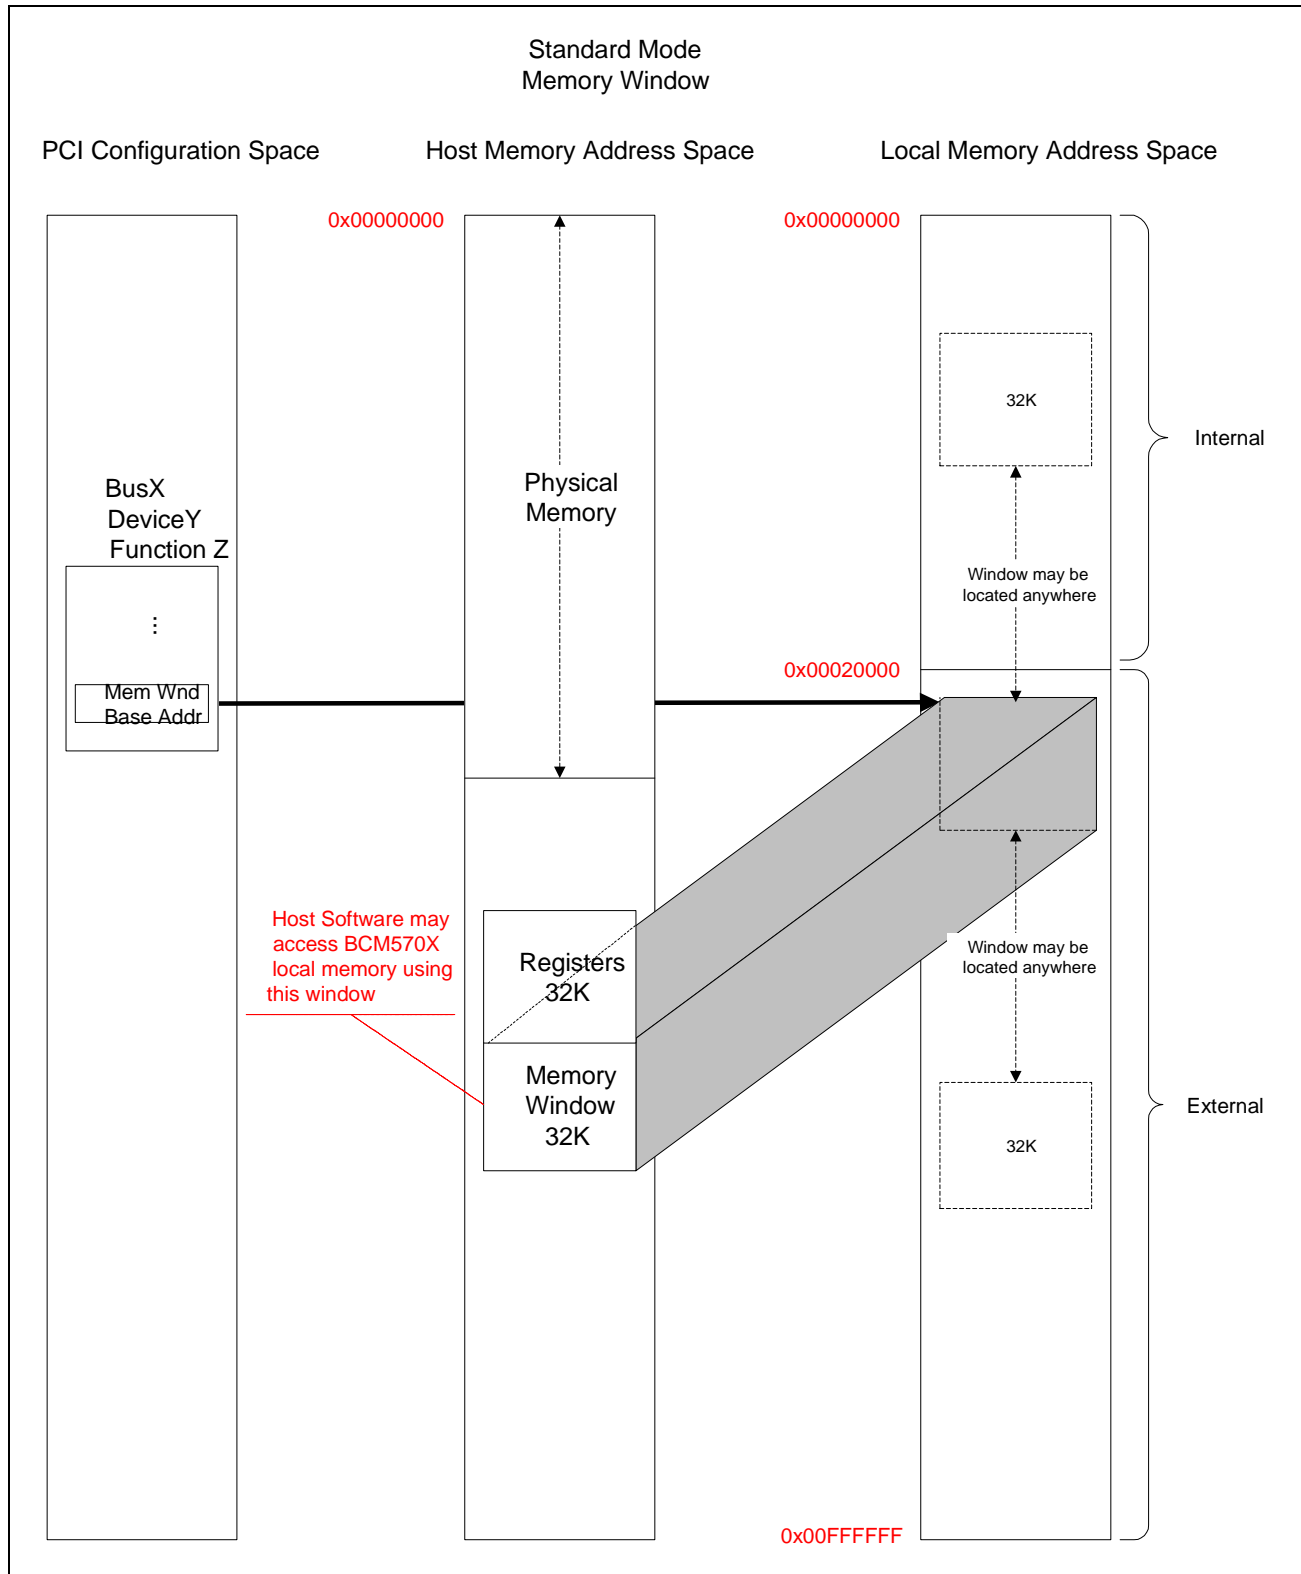 Standard Mode
Memory Window
PCI Configuration Space
Host Memory Address Space
Local Memory Address Space
0x00000000
0x00000000
32K
Internal
Physical
Memory
BusX
DeviceY
Function Z
Window may be
located anywhere
...
0x00020000
Mem Wnd
Base Addr
Host Software may
access BCM570X
local memory using
this window
Registers
32K
Window may be
located anywhere
Memory
Window
32K
External
32K
0x00FFFFFF